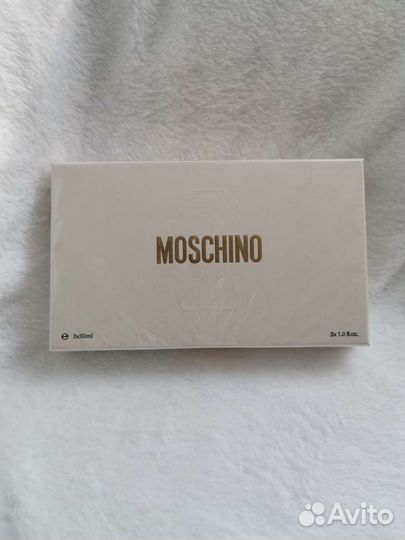 MOSCHINO
℮ 3x30ml
3x 1.0 fl.oz.
Avito